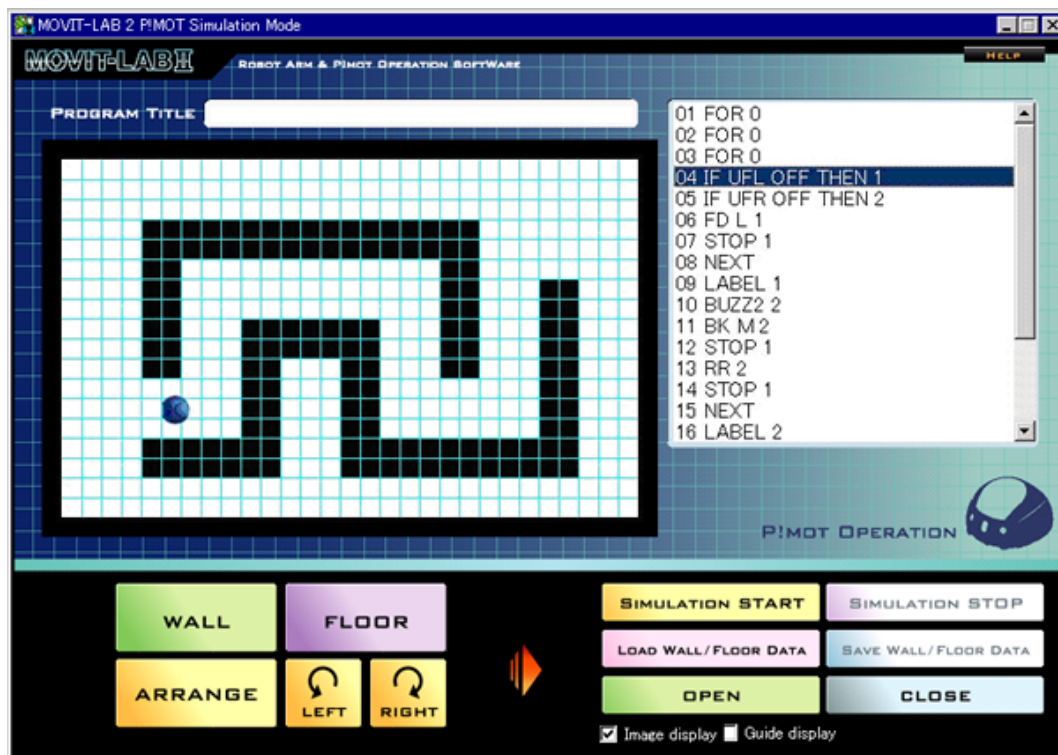 MOVIT-LAB 2 P!MOT Simulation Mode
MOVIT-LAB II
ROBOT ARM & P!MOT OPERATION SOFTWARE
HELP
PROGRAM TITLE
01 FOR 0
02 FOR 0
03 FOR 0
04 IF UFL OFF THEN 1
05 IF UFR OFF THEN 2
06 FD L 1
07 STOP 1
08 NEXT
09 LABEL 1
10 BUZZ2 2
11 BK M 2
12 STOP 1
13 RR 2
14 STOP 1
15 NEXT
16 LABEL 2
P!MOT OPERATION
WALL
FLOOR
ARRANGE
LEFT
RIGHT
SIMULATION START
SIMULATION STOP
LOAD WALL/FLOOR DATA
SAVE WALL/FLOOR DATA
OPEN
CLOSE
Image display
Guide display